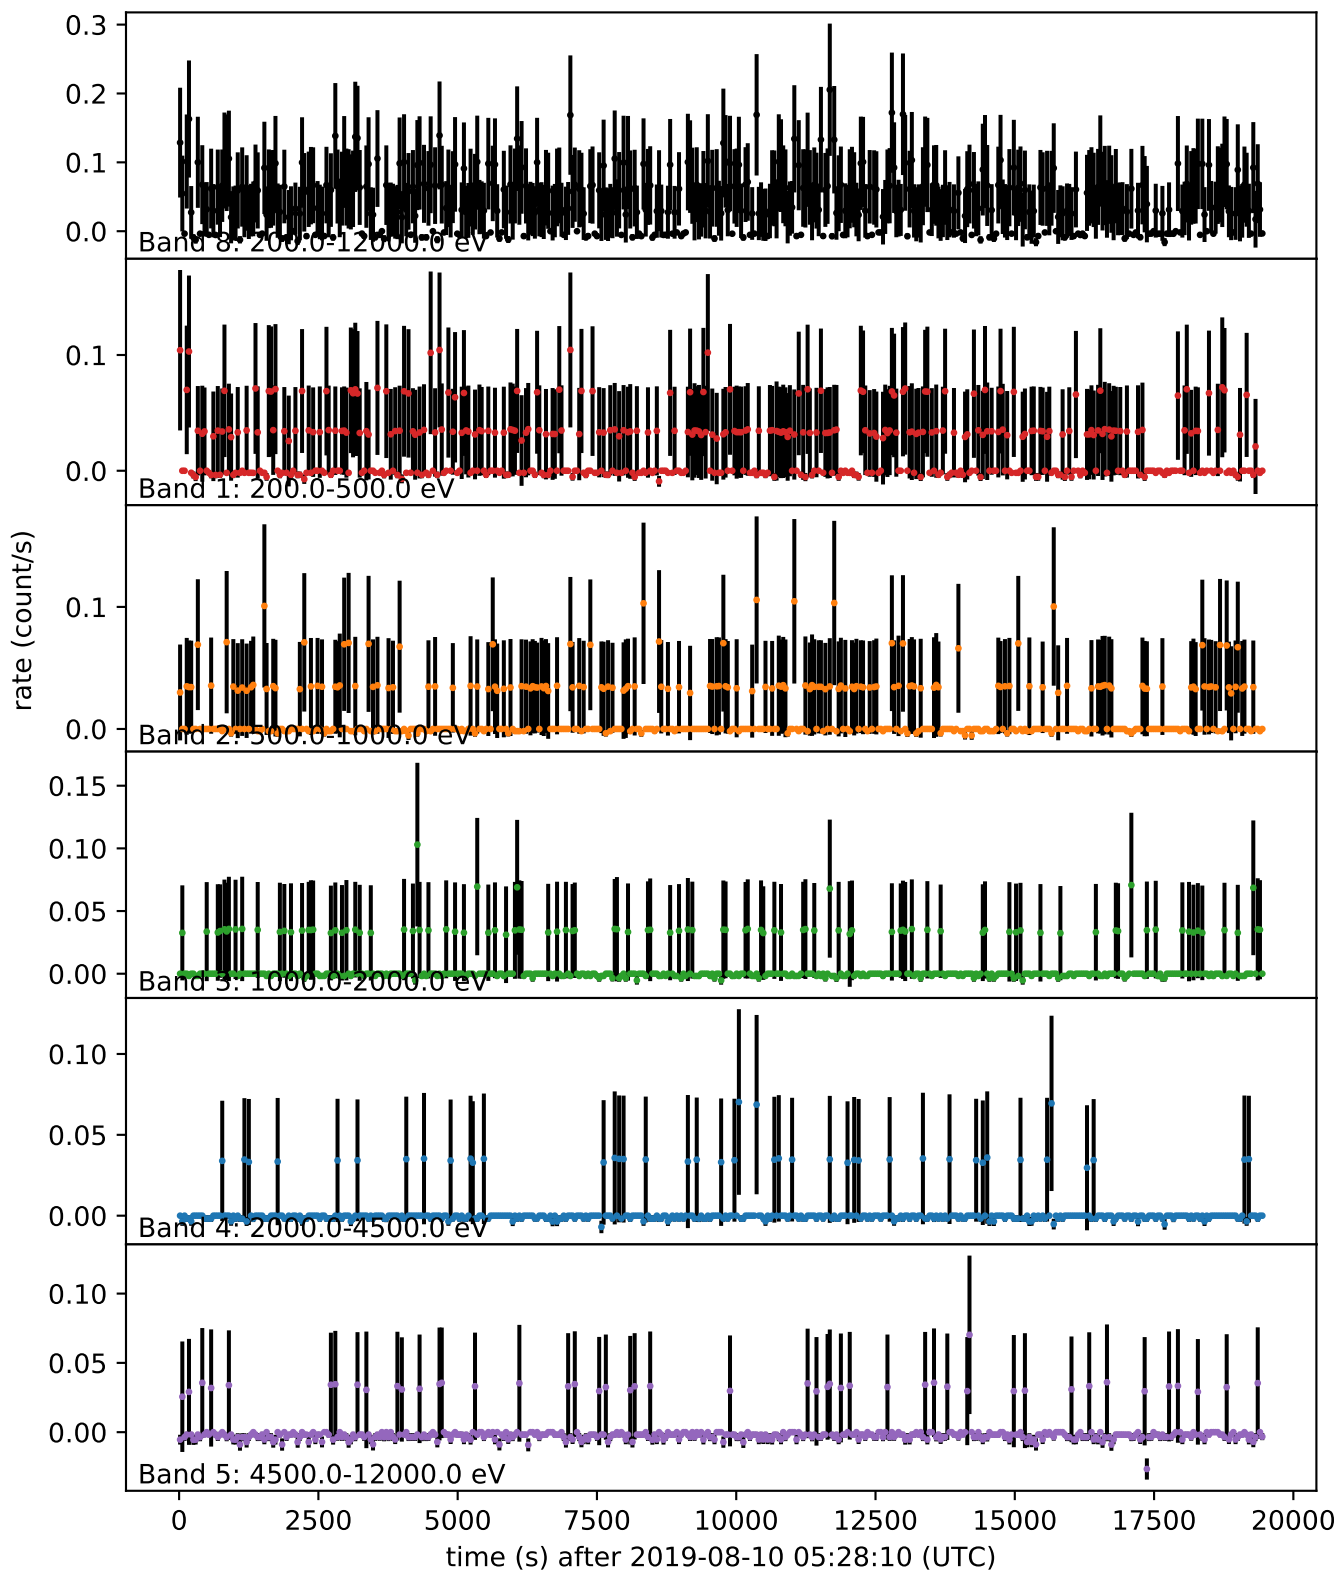 0.3
0.2
0.1
0.0
Band 8: 200.0-12000.0 eV
0.1
0.0
Band 1: 200.0-500.0 eV
rate (count/s)
0.1
0.0
Band 2: 500.0-1000.0 eV
0.15
0.10
0.05
0.00
Band 3: 1000.0-2000.0 eV
0.10
0.05
0.00
Band 4: 2000.0-4500.0 eV
0.10
0.05
0.00
Band 5: 4500.0-12000.0 eV
0 2500 5000 7500 10000 12500 15000 17500 20000
time (s) after 2019-08-10 05:28:10 (UTC)